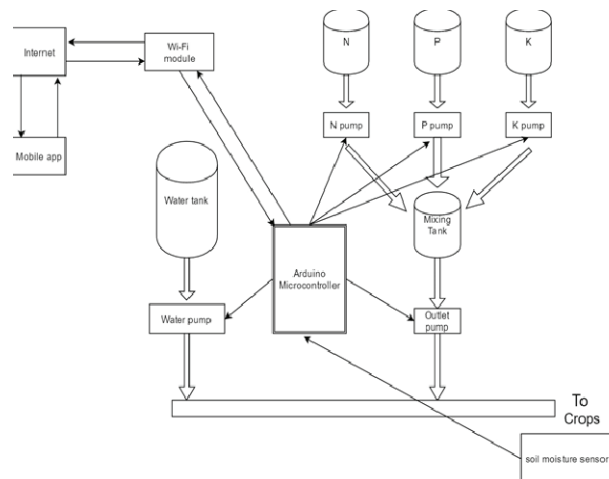 N
P
K
Internet
Wi-Fi
module
N pump
P pump
K pump
Mobile app
Water tank
Mixing
Tank
Arduino
Microcontroller
Water pump
Outlet
pump
To
Crops
soil moisture sensor